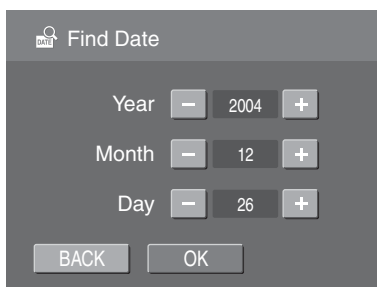 DATE Find Date
Year − 2004 +
Month − 12 +
Day − 26 +
BACK OK